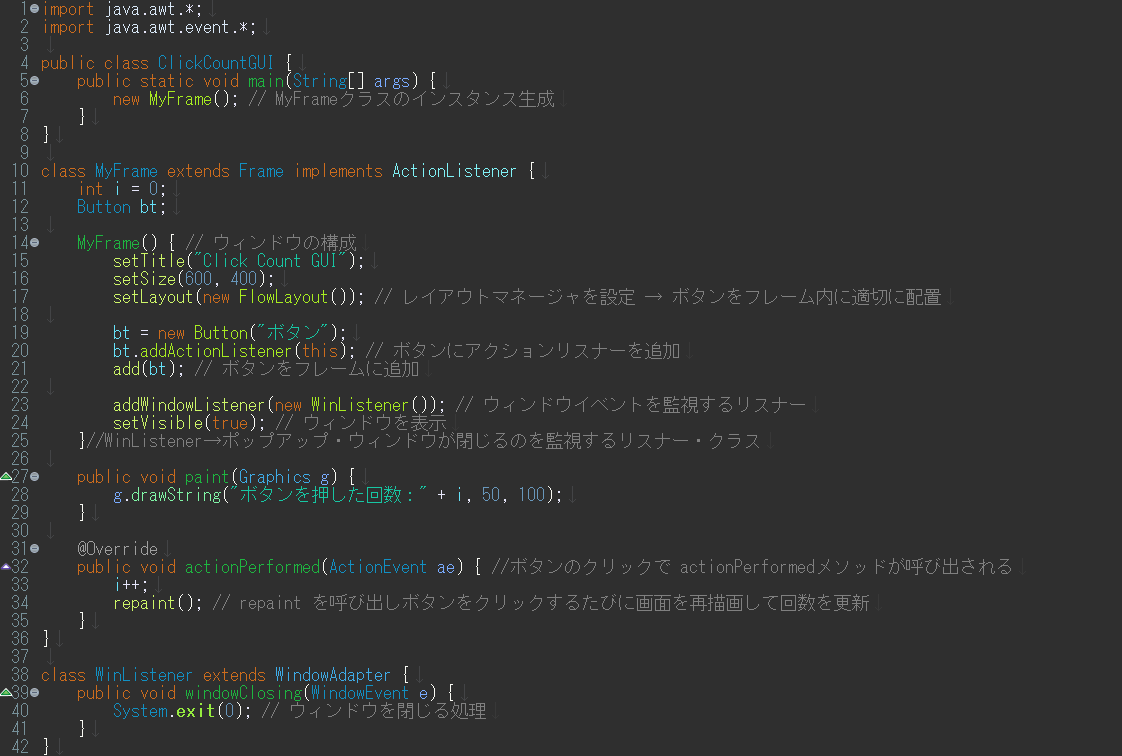 1 import java.awt.*;
2 import java.awt.event.*;
3
4 public class ClickCountGUI {
5     public static void main(String[] args) {
6         new MyFrame(); // MyFrameクラスのインスタンス生成
7     }
8 }
9
10 class MyFrame extends Frame implements ActionListener {
11     int i = 0;
12     Button bt;
13
14     MyFrame() { // ウィンドウの構成
15         setTitle("Click Count GUI");
16         setSize(600, 400);
17         setLayout(new FlowLayout()); // レイアウトマネージャを設定 → ボタンをフレーム内に適切に配置
18
19         bt = new Button("ボタン");
20         bt.addActionListener(this); // ボタンにアクションリスナーを追加
21         add(bt); // ボタンをフレームに追加
22
23         addWindowListener(new WinListener()); // ウィンドウイベントを監視するリスナー
24         setVisible(true); // ウィンドウを表示
25     }//WinListener→ポップアップ・ウィンドウが閉じるのを監視するリスナー・クラス
26
27     public void paint(Graphics g) {
28         g.drawString("ボタンを押した回数：" + i, 50, 100);
29     }
30
31     @Override
32     public void actionPerformed(ActionEvent ae) { //ボタンのクリックで actionPerformedメソッドが呼び出される
33         i++;
34         repaint(); // repaint を呼び出しボタンをクリックするたびに画面を再描画して回数を更新
35     }
36 }
37
38 class WinListener extends WindowAdapter {
39     public void windowClosing(WindowEvent e) {
40         System.exit(0); // ウィンドウを閉じる処理
41     }
42 }